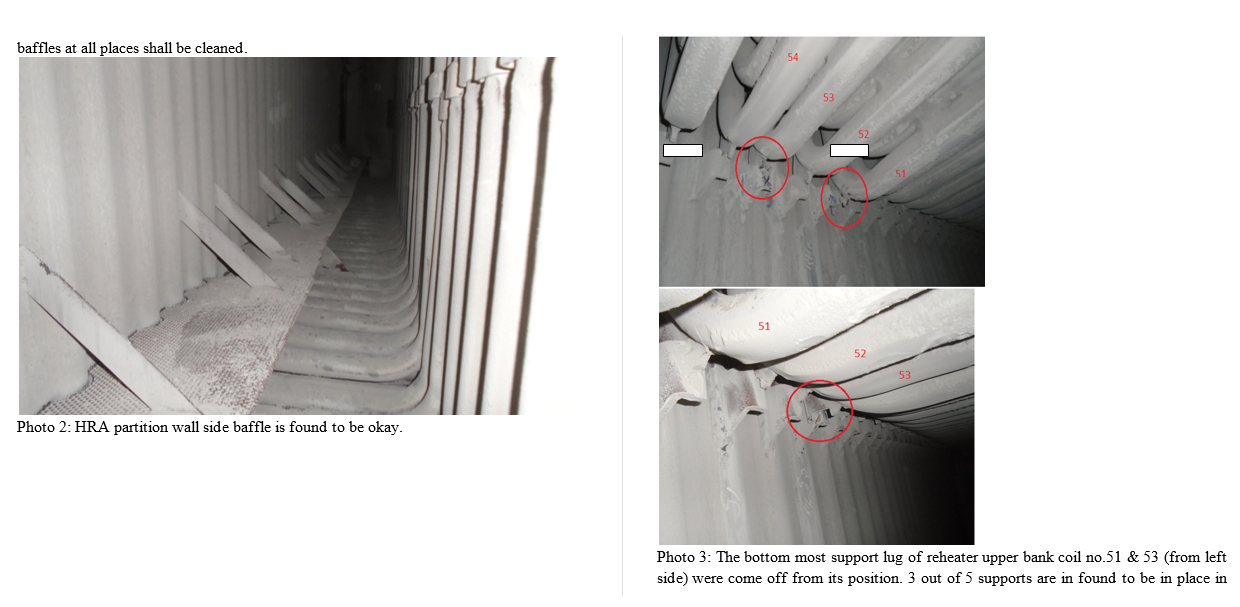 baffles at all places shall be cleaned.
Photo 2: HRA partition wall side baffle is found to be okay.
54
53
52
51
51
52
53
Photo 3: The bottom most support lug of reheater upper bank coil no.51 & 53 (from left
side) were come off from its position. 3 out of 5 supports are in found to be in place in